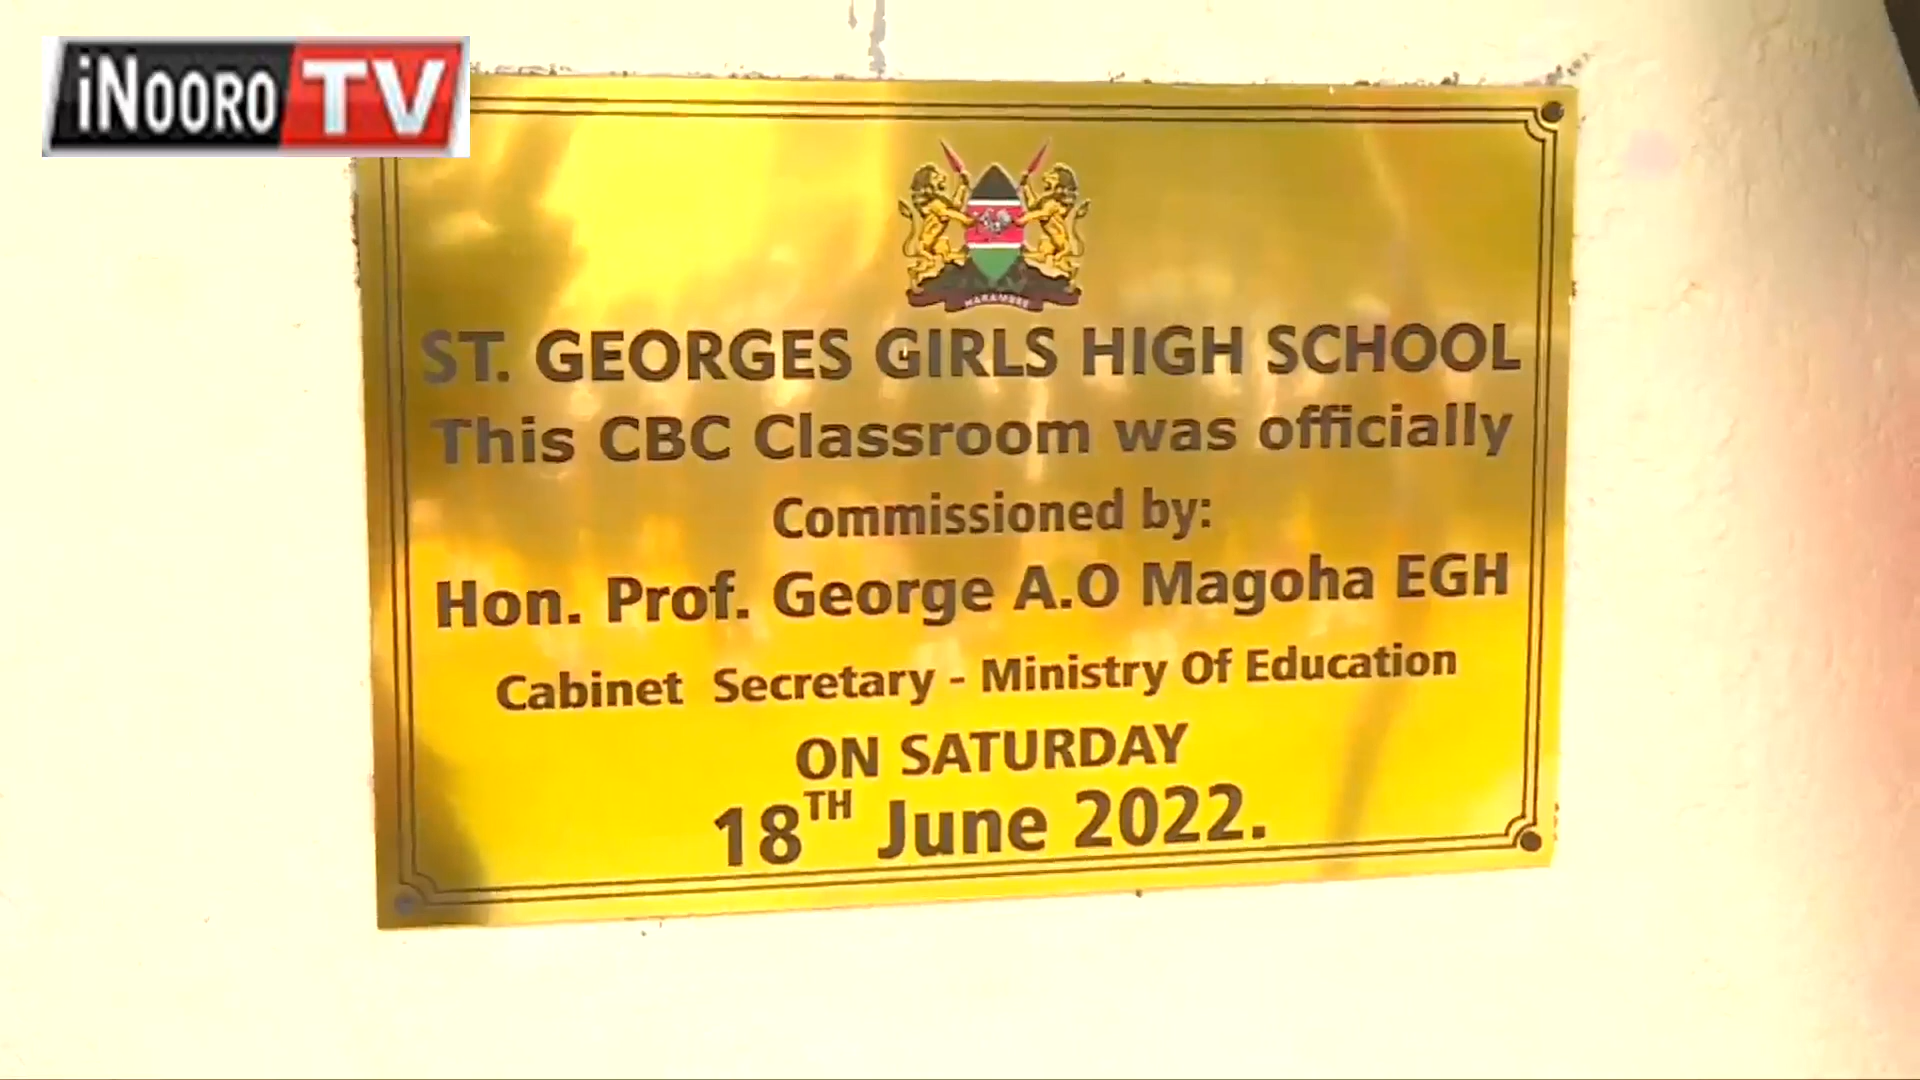 iNOORO TV
HARAMBEE
ST. GEORGES GIRLS HIGH SCHOOL
This CBC Classroom was officially
Commissioned by:
Hon. Prof. George A.O Magoha EGH
Cabinet Secretary - Ministry Of Education
ON SATURDAY
18TH June 2022.